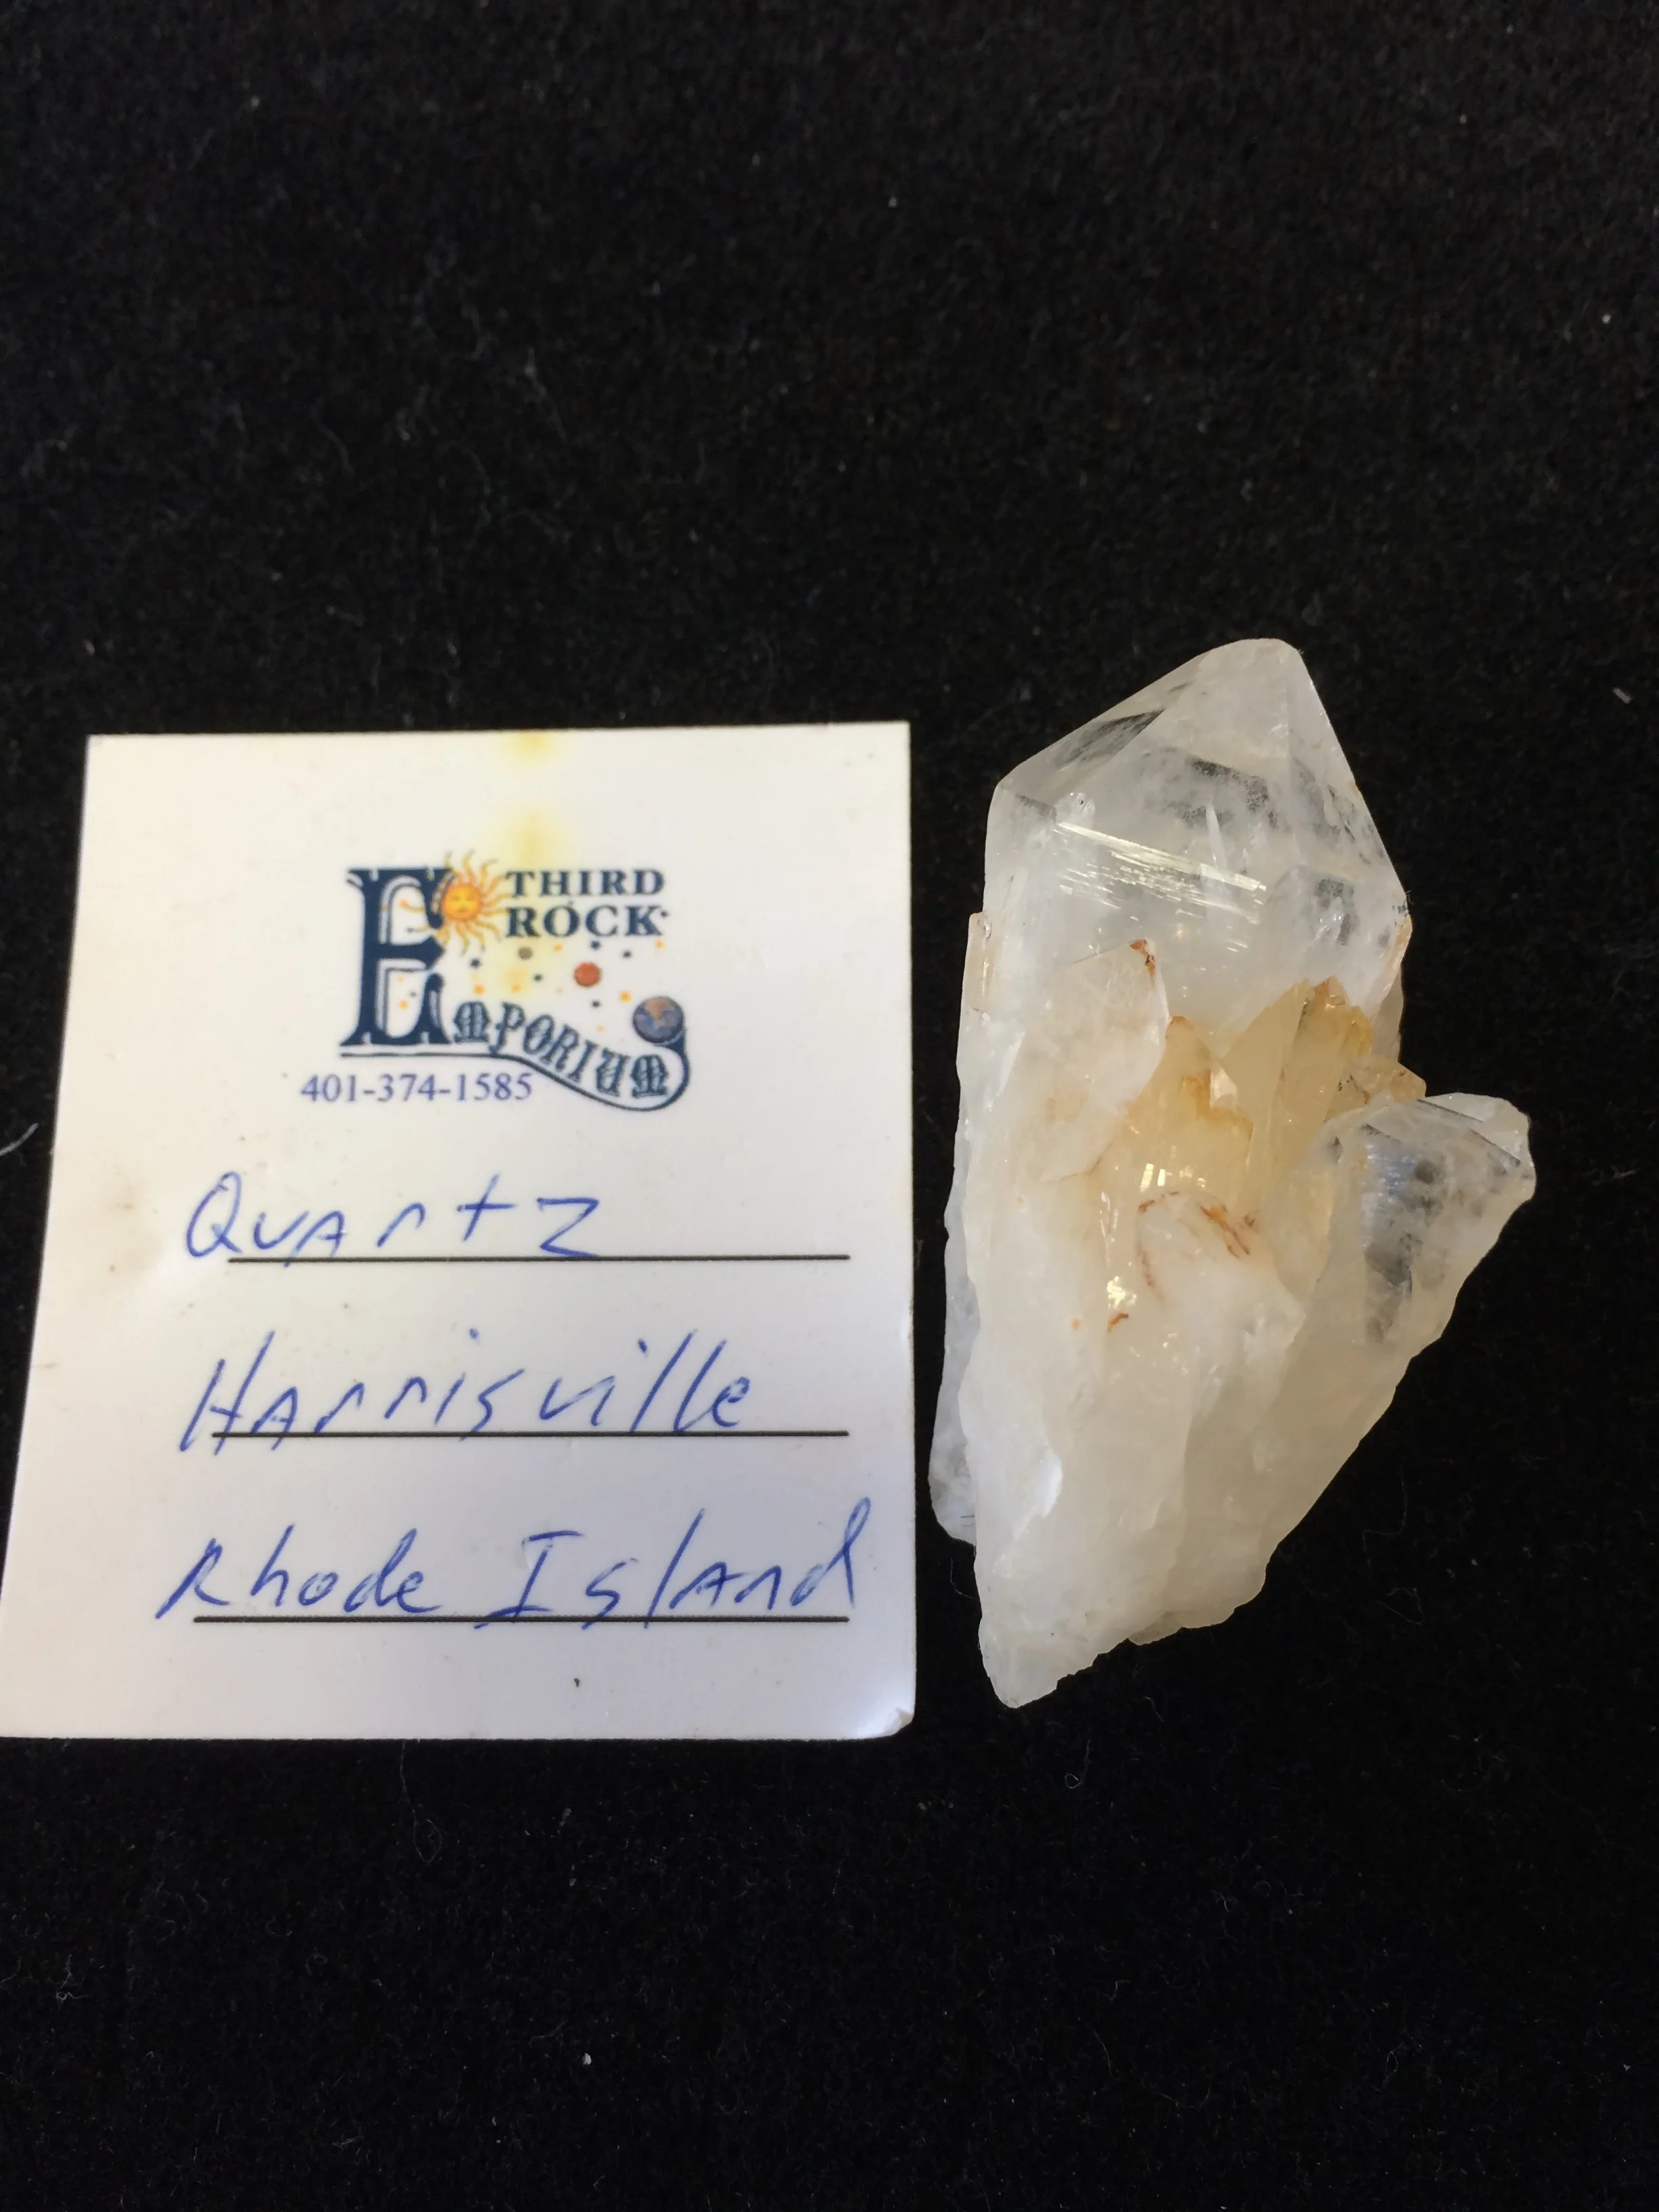 THIRD
ROCK
EMPORIUM
401-374-1585
Quartz
Harrisville
Rhode Island